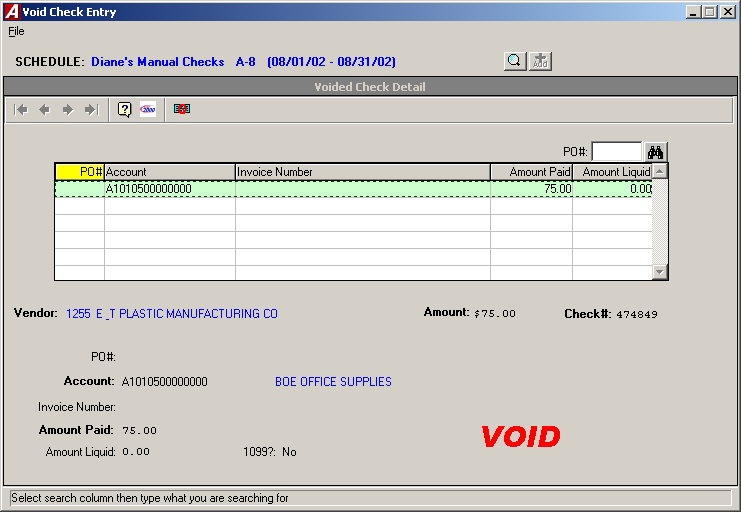 Void Check Entry
File
SCHEDULE: Diane's Manual Checks A-8 (08/01/02 - 08/31/02)
Add
Voided Check Detail
? 2000
PO#:
PO# Account Invoice Number Amount Paid Amount Liquid
A1010500000000 75.00 0.00
Vendor: 1255 E_T PLASTIC MANUFACTURING CO Amount: $75.00 Check#: 474849
PO#:
Account: A1010500000000 BOE OFFICE SUPPLIES
Invoice Number:
Amount Paid: 75.00
VOID
Amount Liquid: 0.00 1099?: No
Select search column then type what you are searching for